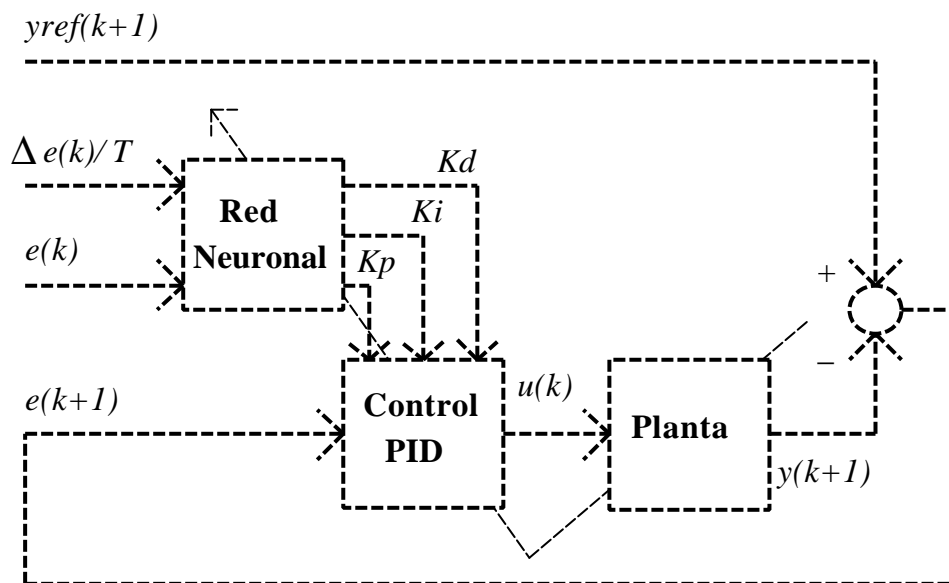 yref(k+1)
Δ e(k)/T
Kd
Red
Neuronal
Ki
e(k)
Kp
+
−
e(k+1)
Control
PID
u(k)
Planta
y(k+1)